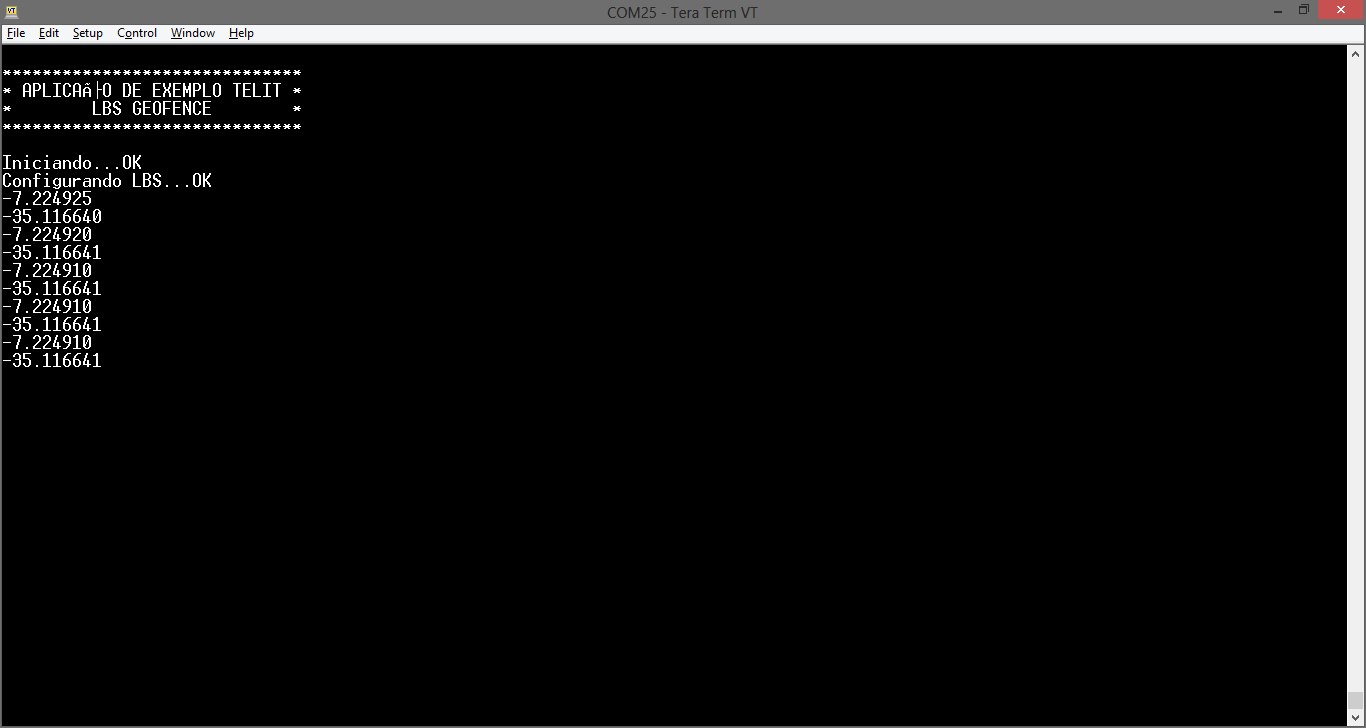 COM25 - Tera Term VT
File Edit Setup Control Window Help
******************************
* APLICAÃ├O DE EXEMPLO TELIT *
* LBS GEOFENCE *
******************************
Iniciando...OK
Configurando LBS...OK
-7.224925
-35.116640
-7.224920
-35.116641
-7.224910
-35.116641
-7.224910
-35.116641
-7.224910
-35.116641